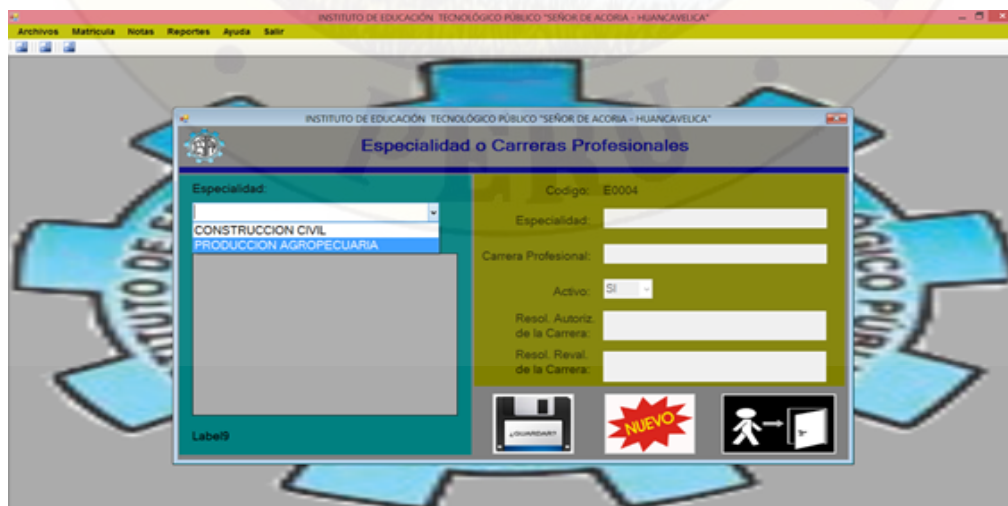 INSTITUTO DE EDUCACIÓN TECNOLÓGICO PÚBLICO "SEÑOR DE ACORIA - HUANCAVELICA"
Archivos Matricula Notas Reportes Ayuda Salir
PERU
INSTITUTO DE EDUCACIÓN TECNOLÓGICO PÚBLICO "SEÑOR DE ACORIA - HUANCAVELICA"
Especialidad o Carreras Profesionales
Especialidad:
CONSTRUCCION CIVIL
PRODUCCION AGROPECUARIA
Label9
Codigo: E0004
Especialidad:
Carrera Profesional:
Activo: SI
Resol. Autoriz.
de la Carrera:
Resol. Reval.
de la Carrera:
¿GUARDAR?
NUEVO